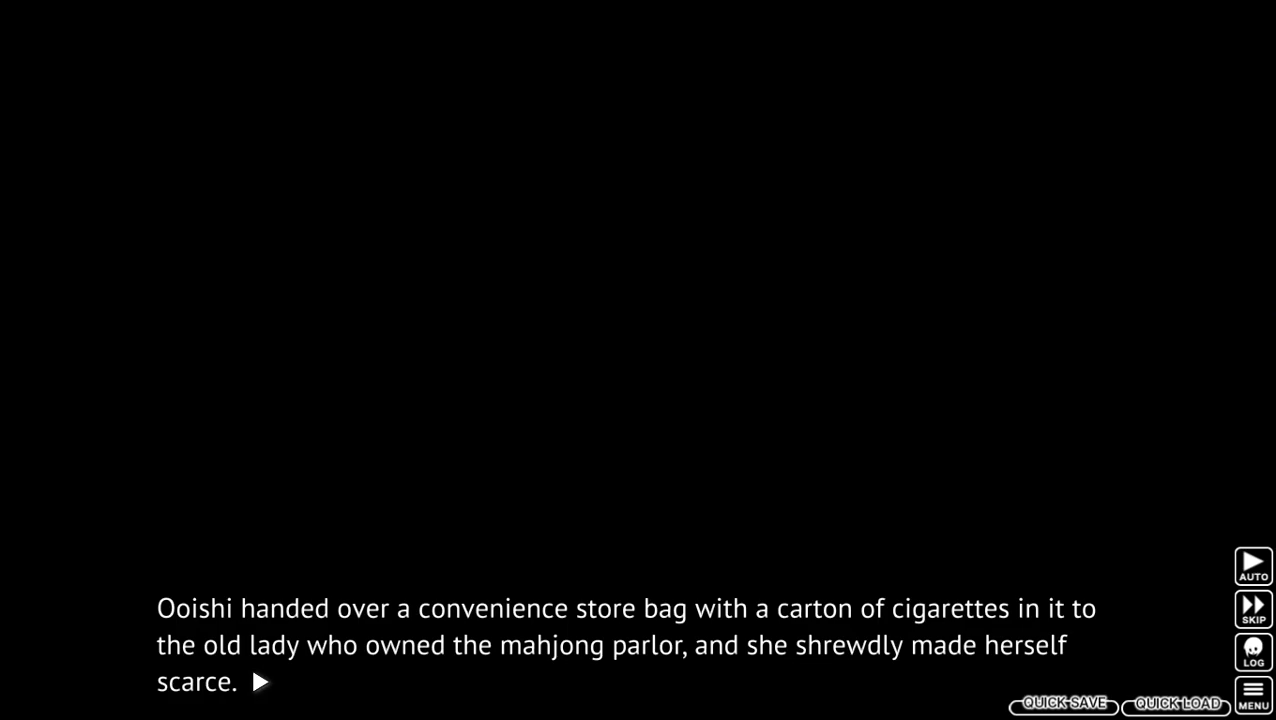 Ooishi handed over a convenience store bag with a carton of cigarettes in it to
the old lady who owned the mahjong parlor, and she shrewdly made herself
scarce.
AUTO
SKIP
LOG
MENU
QUICK SAVE
QUICK LOAD